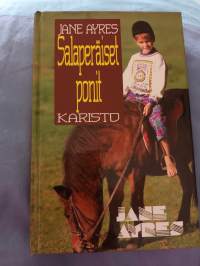 JANE AYRES
Salaperäiset
ponit
KARISTO
JANE
AYRES